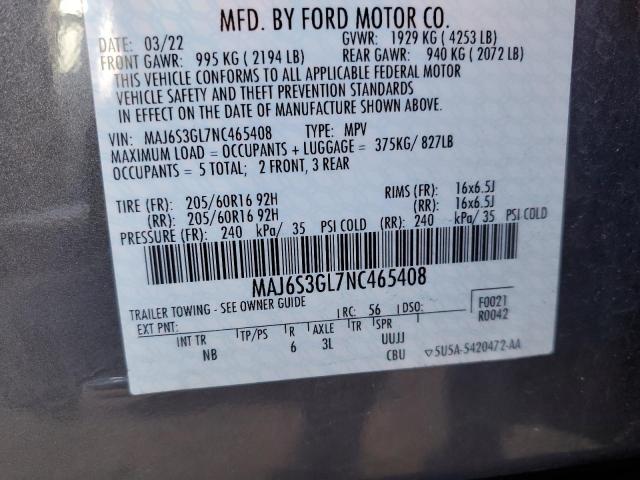 MFD. BY FORD MOTOR CO.
DATE: 03/22 GVWR: 1929 KG ( 4253 LB)
FRONT GAWR: 995 KG ( 2194 LB) REAR GAWR: 940 KG ( 2072 LB)
THIS VEHICLE CONFORMS TO ALL APPLICABLE FEDERAL MOTOR
VEHICLE SAFETY AND THEFT PREVENTION STANDARDS
IN EFFECT ON THE DATE OF MANUFACTURE SHOWN ABOVE.
VIN: MAJ6S3GL7NC465408 TYPE: MPV
MAXIMUM LOAD = OCCUPANTS + LUGGAGE = 375KG/ 827LB
OCCUPANTS = 5 TOTAL; 2 FRONT, 3 REAR
TIRE (FR): 205/60R16 92H RIMS (FR): 16x6.5J
(RR): 205/60R16 92H (RR): 16x6.5J
PRESSURE (FR): 240 kPa/ 35 PSI COLD (RR): 240 kPa/ 35 PSI COLD
MAJ6S3GL7NC465408
TRAILER TOWING - SEE OWNER GUIDE
EXT PNT: RC: 56 DSO: F0021
R0042
INT TR TP/PS R AXLE TR SPR
NB 6 3L UUJJ
CBU ▽5U5A-5420472-AA